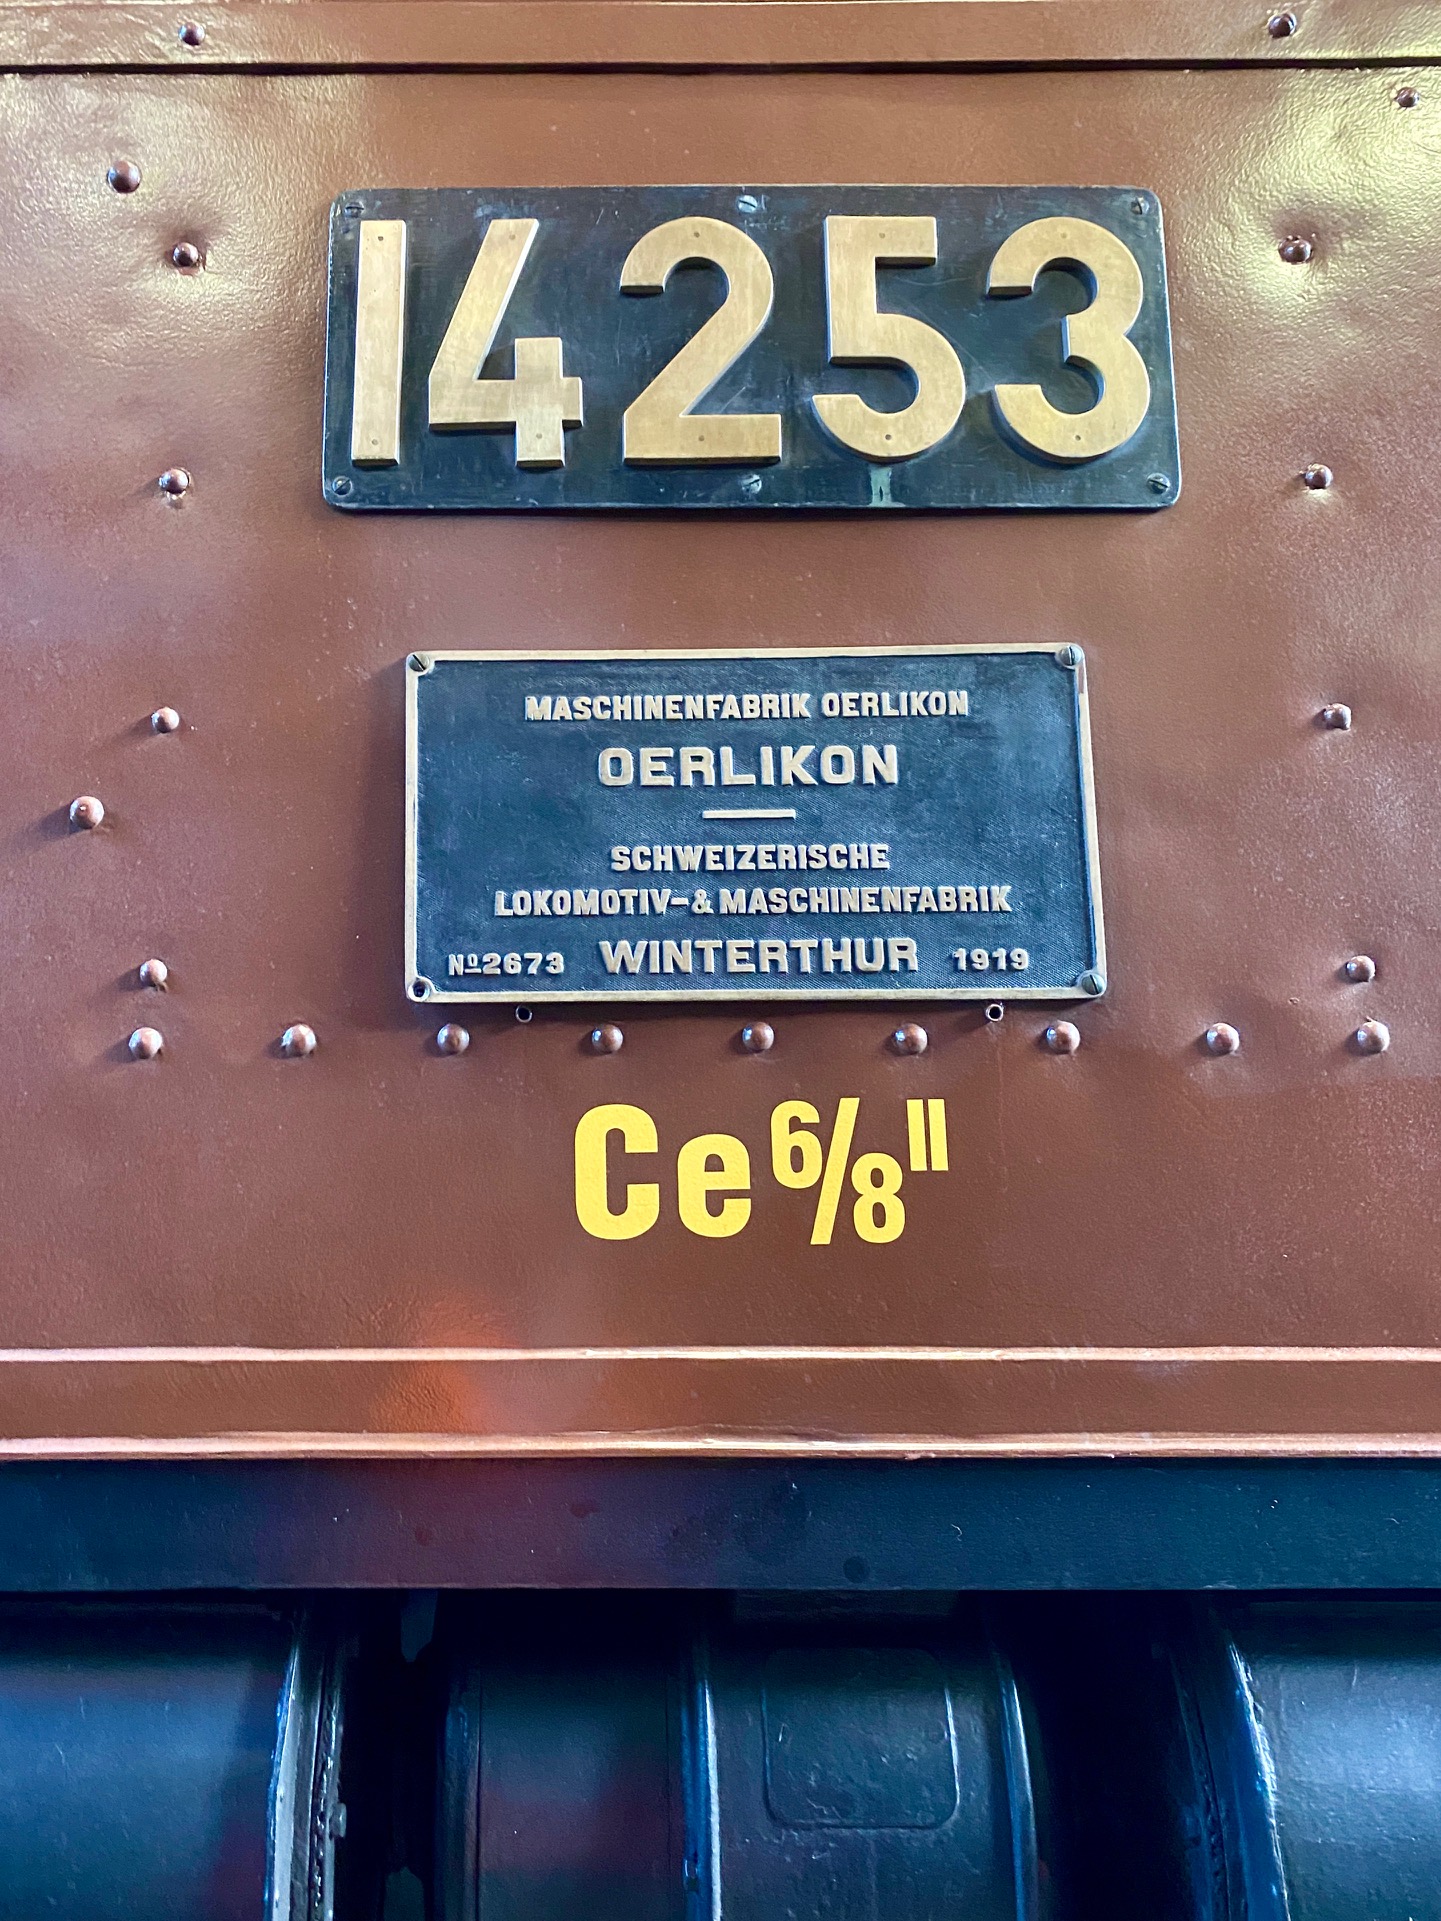 14253
MASCHINENFABRIK OERLIKON
OERLIKON
SCHWEIZERISCHE
LOKOMOTIV-& MASCHINENFABRIK
Nº2673 WINTERTHUR 1919
Ce 6/8 II